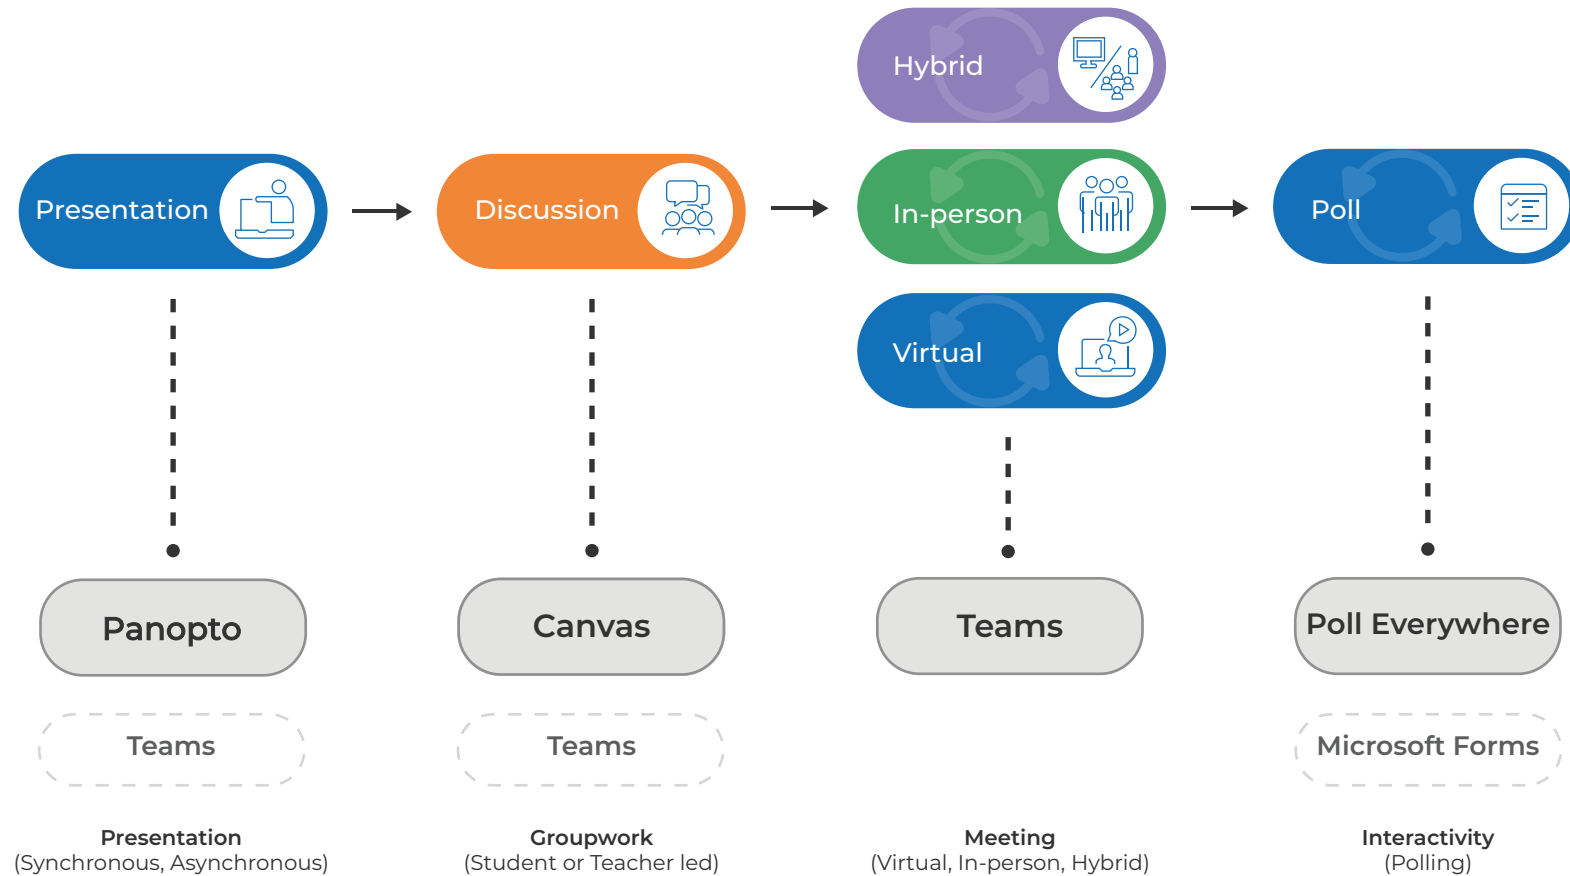 Hybrid
Presentation
Discussion
In-person
Poll
Virtual
Panopto
Canvas
Teams
Poll Everywhere
Teams
Teams
Microsoft Forms
Presentation
(Synchronous, Asynchronous)
Groupwork
(Student or Teacher led)
Meeting
(Virtual, In-person, Hybrid)
Interactivity
(Polling)